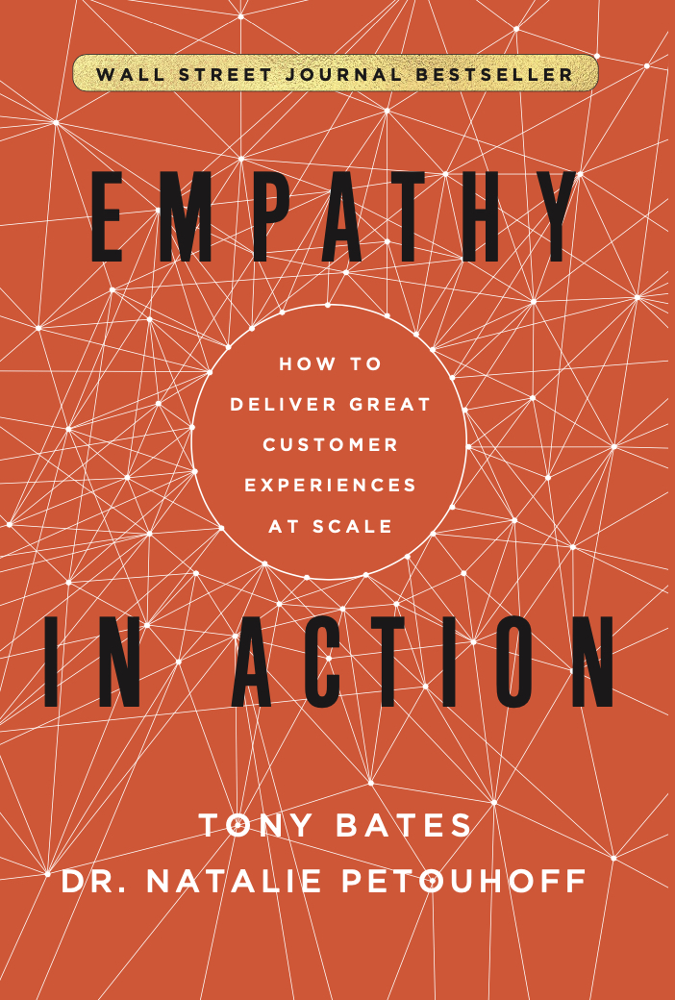 WALL STREET JOURNAL BESTSELLER
EMPATHY
HOW TO
DELIVER GREAT
CUSTOMER
EXPERIENCES
AT SCALE
IN ACTION
TONY BATES
DR. NATALIE PETOUHOFF